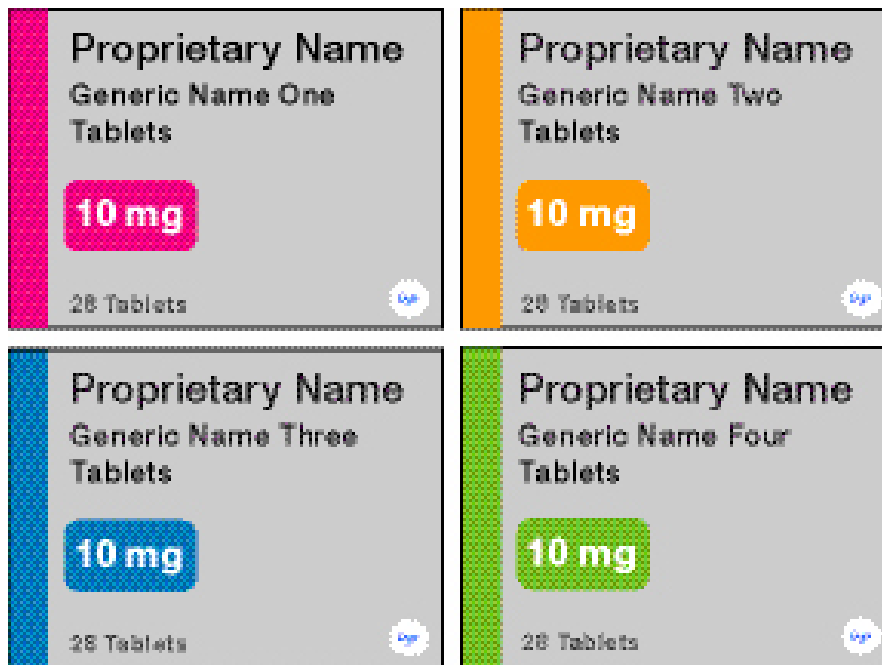 Proprietary Name
Generic Name One
Tablets
10 mg
28 Tablets
Proprietary Name
Generic Name Two
Tablets
10 mg
28 Tablets
Proprietary Name
Generic Name Three
Tablets
10 mg
28 Tablets
Proprietary Name
Generic Name Four
Tablets
10 mg
28 Tablets